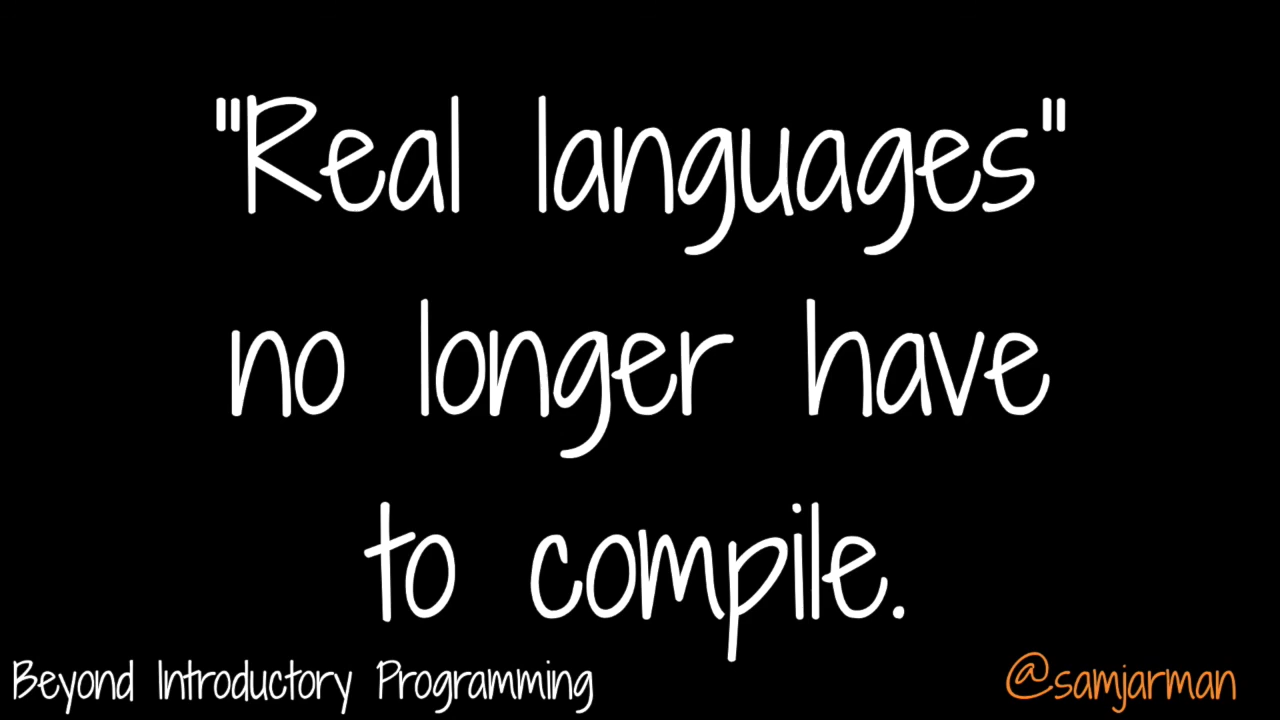 "Real languages"
no longer have
to compile.
Beyond Introductory Programming
@samjarman